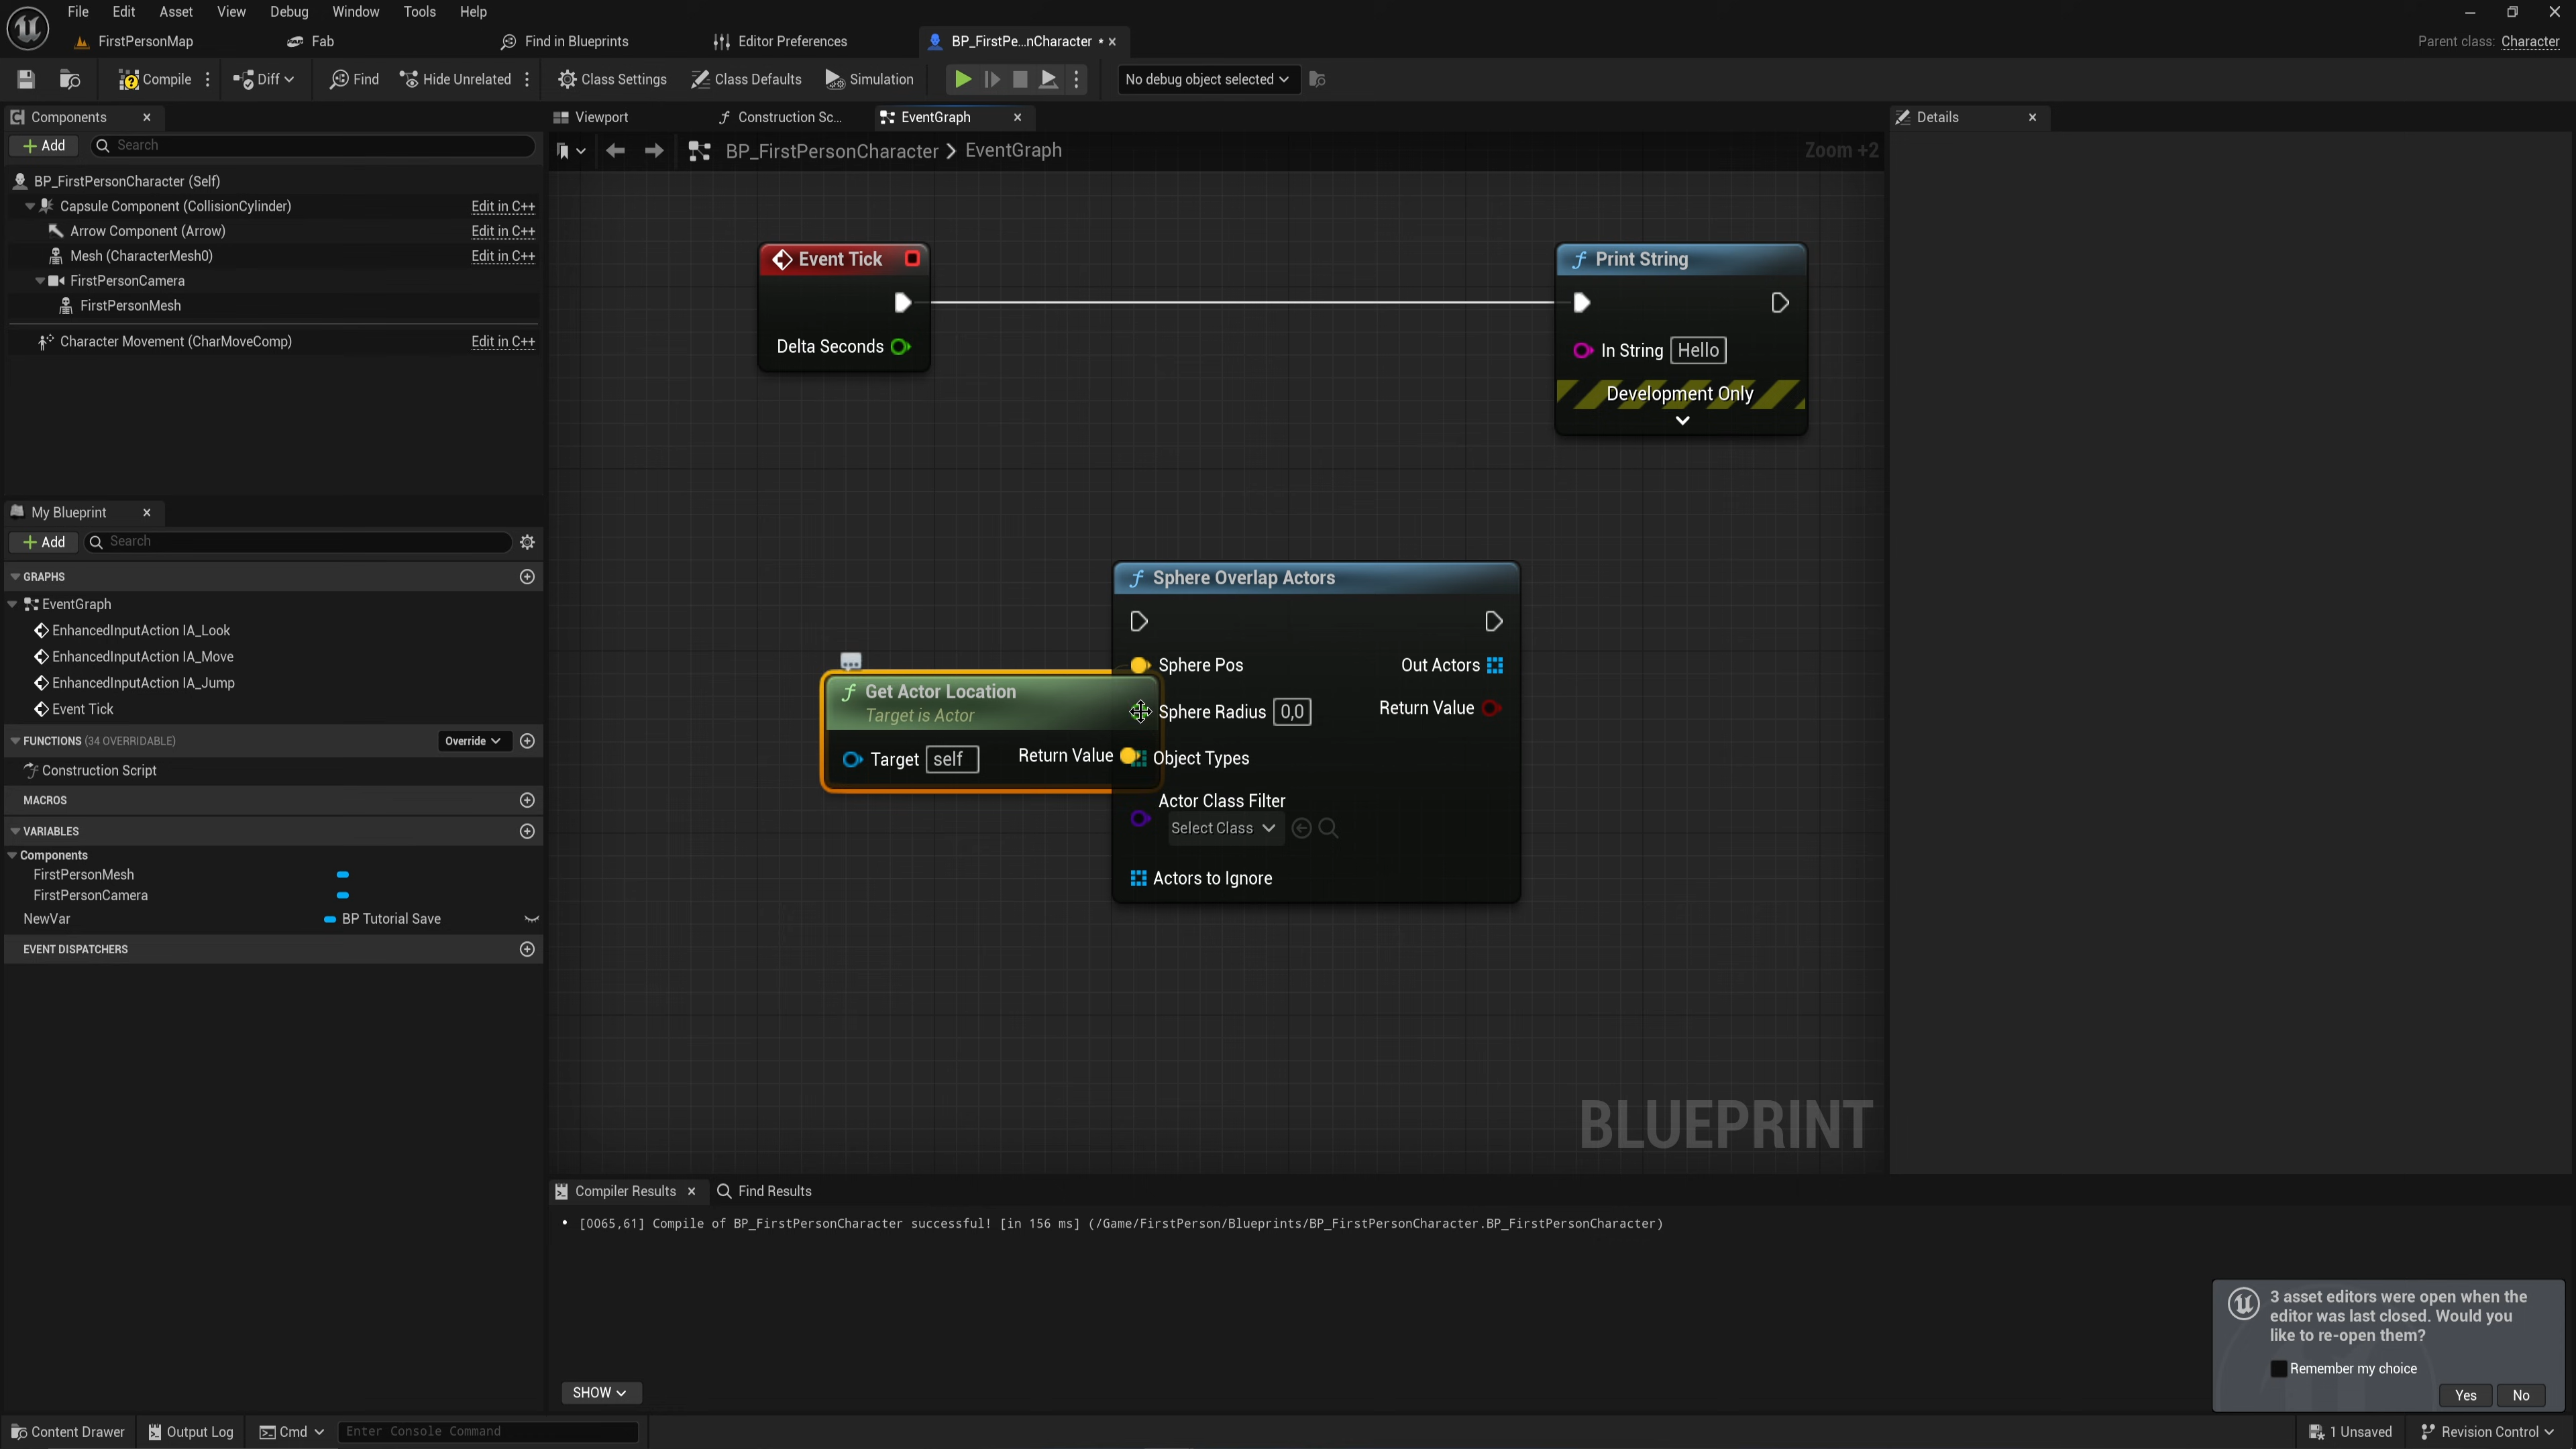 File Edit Asset View Debug Window Tools Help
FirstPersonMap Fab Find in Blueprints Editor Preferences BP_FirstPe...nCharacter * Parent class: Character
Compile Diff Find Hide Unrelated Class Settings Class Defaults Simulation No debug object selected
Components
Add Search
BP_FirstPersonCharacter (Self)
Capsule Component (CollisionCylinder) Edit in C++
Arrow Component (Arrow) Edit in C++
Mesh (CharacterMesh0) Edit in C++
FirstPersonCamera
FirstPersonMesh
Character Movement (CharMoveComp) Edit in C++
My Blueprint
Add Search
GRAPHS
EventGraph
EnhancedInputAction IA_Look
EnhancedInputAction IA_Move
EnhancedInputAction IA_Jump
Event Tick
FUNCTIONS (34 OVERRIDABLE) Override
Construction Script
MACROS
VARIABLES
Components
FirstPersonMesh
FirstPersonCamera
NewVar BP Tutorial Save
EVENT DISPATCHERS
Viewport Construction Sc... EventGraph
BP_FirstPersonCharacter > EventGraph Zoom +2
Event Tick
Delta Seconds
Print String
In String Hello
Development Only
Sphere Overlap Actors
Sphere Pos Out Actors
Sphere Radius 0,0 Return Value
Object Types
Actor Class Filter
Select Class
Actors to Ignore
Get Actor Location
Target is Actor
Target self Return Value
BLUEPRINT
Details
Compiler Results Find Results
• [0065,61] Compile of BP_FirstPersonCharacter successful! [in 156 ms] (/Game/FirstPerson/Blueprints/BP_FirstPersonCharacter.BP_FirstPersonCharacter)
SHOW
3 asset editors were open when the
editor was last closed. Would you
like to re-open them?
Remember my choice
Yes No
Content Drawer Output Log Cmd Enter Console Command 1 Unsaved Revision Control